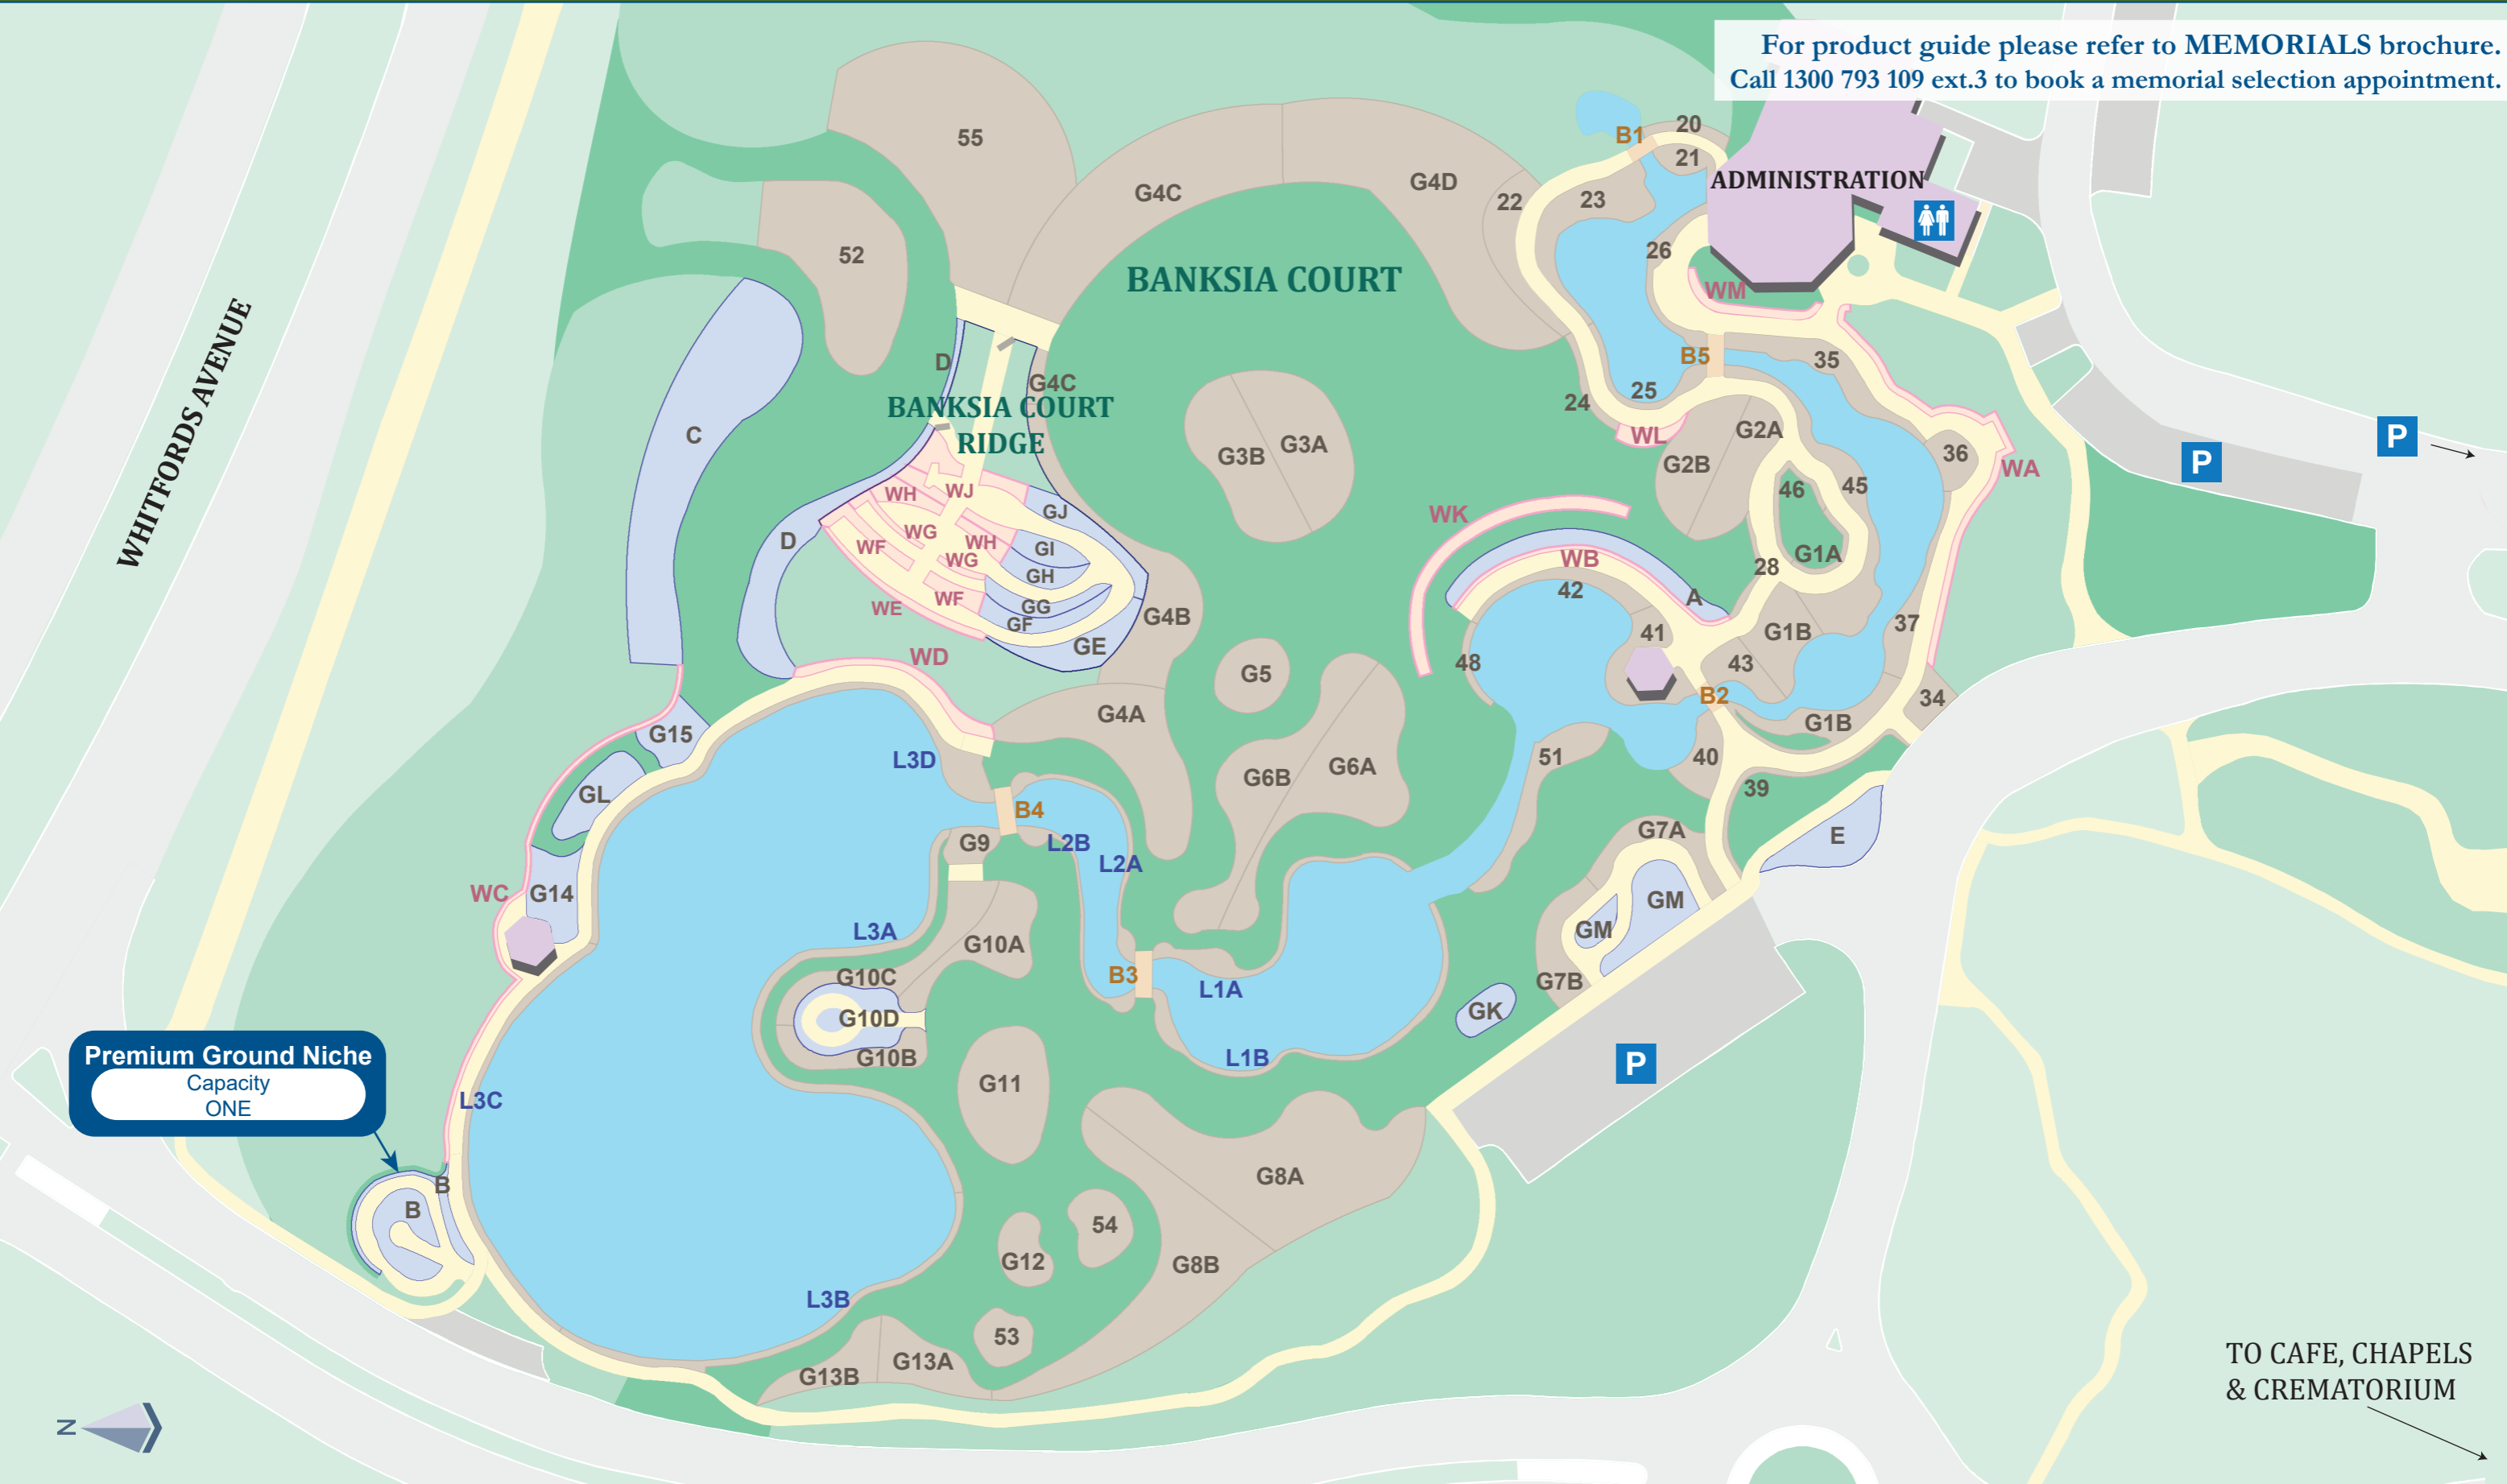 For product guide please refer to MEMORIALS brochure.
Call 1300 793 109 ext.3 to book a memorial selection appointment.
20
B1
21
55
ADMINISTRATION
G4D
G4C
22
23
26
52
BANKSIA COURT
WM
WHITFORDS AVENUE
D
B5
35
G4C
25
24
BANKSIA COURT
RIDGE
C
WL
G2A
P
G3B
G3A
G2B
36
P
WA
WH
WJ
46
45
GJ
WK
WG
D
WF
WH
GI
WG
WB
G1A
28
GH
42
A
WF
WE
GG
G4B
GF
GE
41
G1B
37
WD
48
43
G5
B2
34
G4A
G1B
G15
L3D
51
40
G6B
G6A
39
GL
B4
G7A
E
G9
L2B
L2A
WC
G14
GM
L3A
GM
G10A
G10C
B3
G7B
L1A
GK
G10D
Premium Ground Niche
Capacity
ONE
G10B
L1B
P
G11
L3C
G8A
B
B
54
G12
G8B
L3B
53
G13A
G13B
TO CAFE, CHAPELS
& CREMATORIUM
N